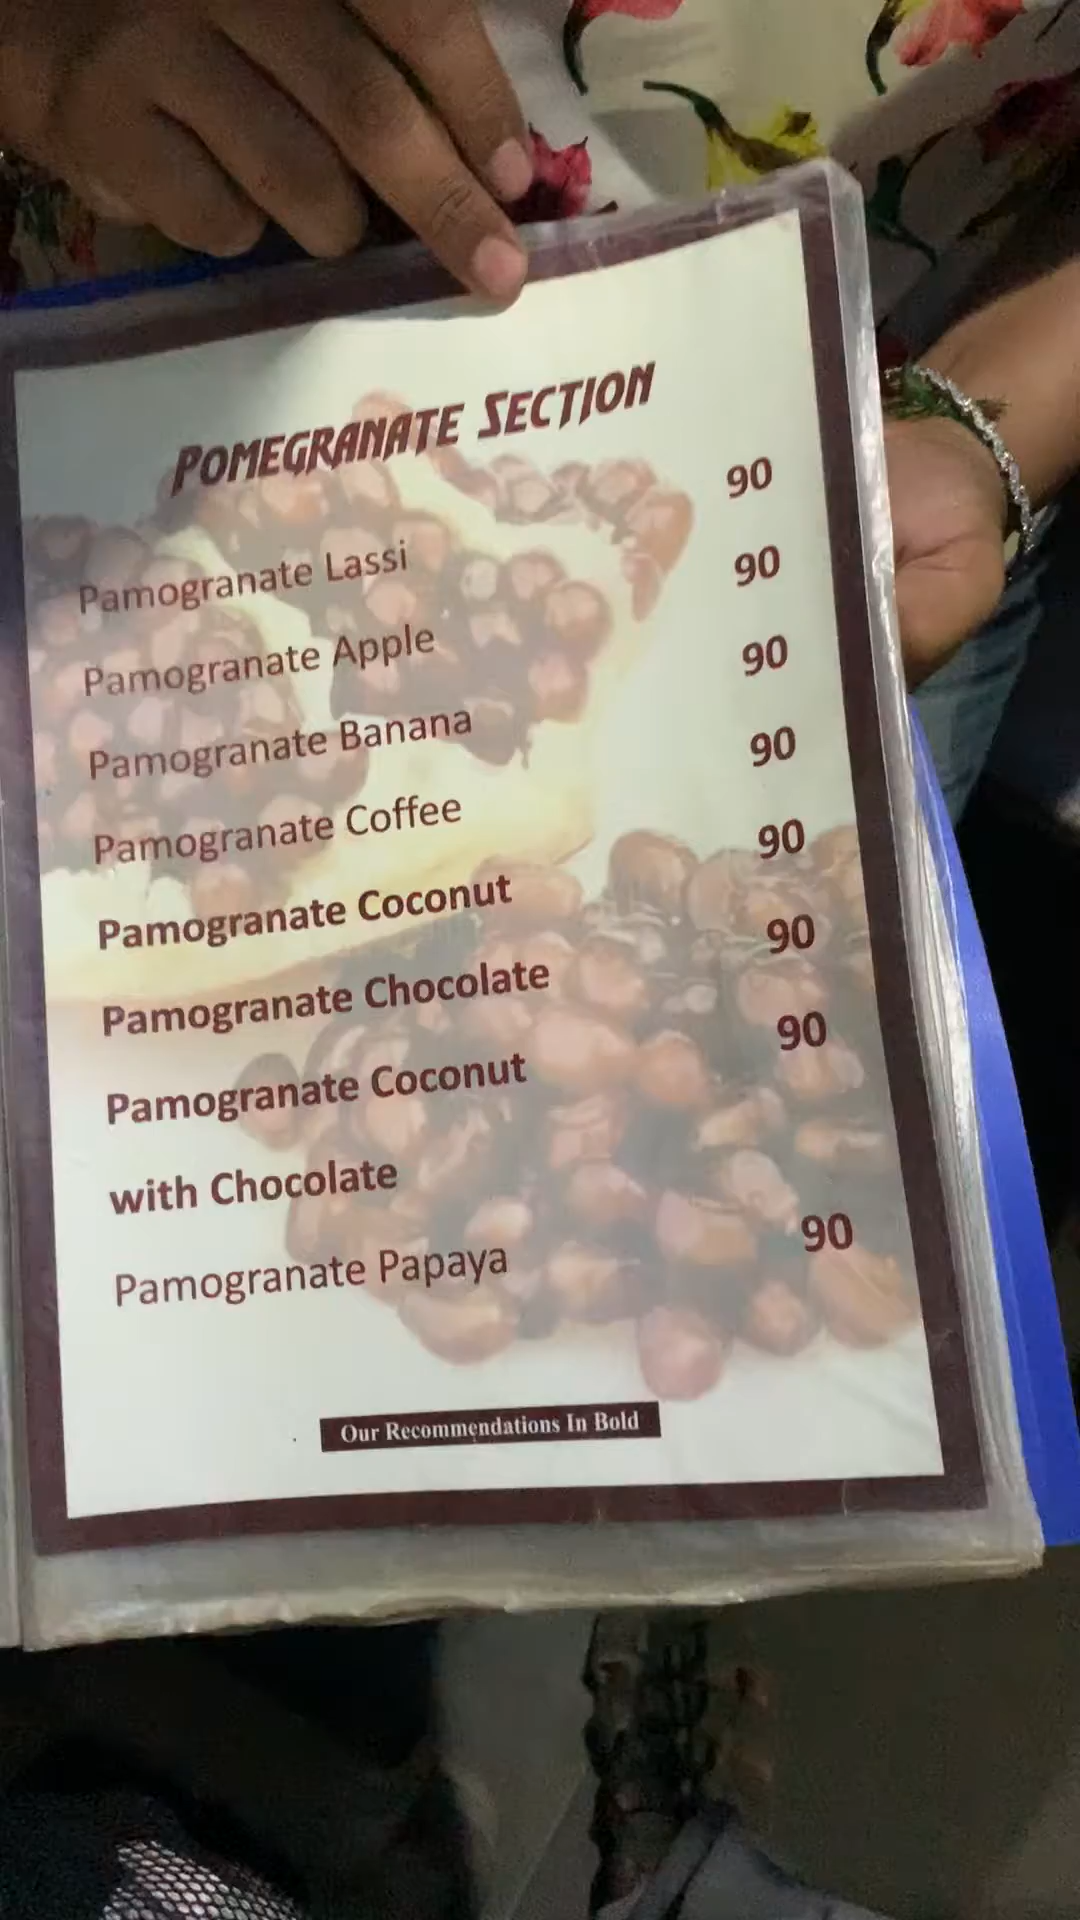 POMEGRANATE SECTION
Pamogranate Lassi 90
Pamogranate Apple 90
Pamogranate Banana 90
Pamogranate Coffee 90
Pamogranate Coconut 90
Pamogranate Chocolate 90
Pamogranate Coconut 90
with Chocolate
Pamogranate Papaya 90
Our Recommendations In Bold